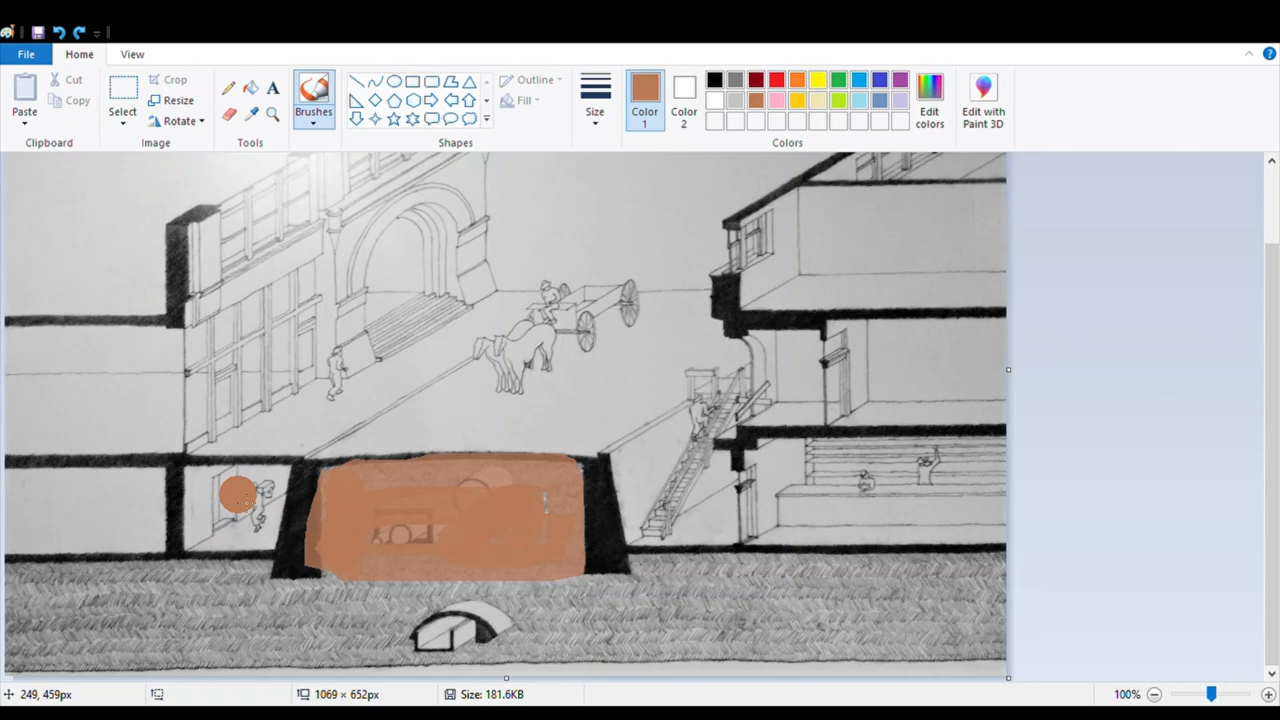 File Home View
Paste Cut Copy Select Crop Resize Rotate Brushes Outline Fill Size Color 1 Color 2 Edit colors Edit with Paint 3D
Clipboard Image Tools Shapes Colors
249, 459px 1069 × 652px Size: 181.6KB 100%